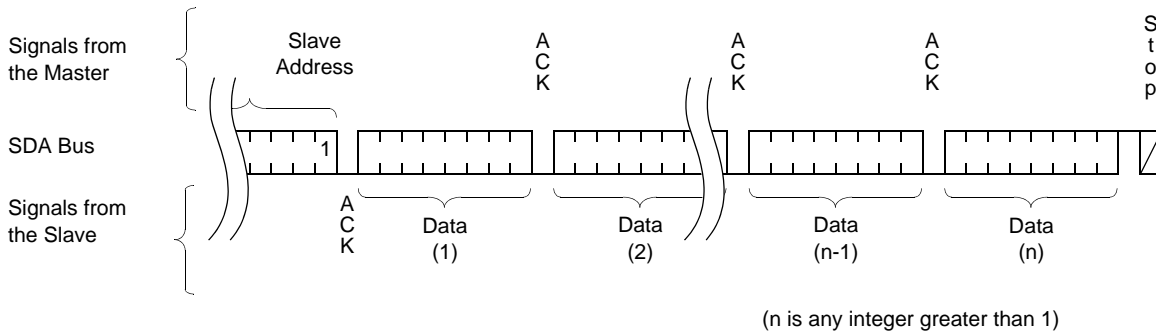 Signals from
the Master
Slave
Address
A
C
K
A
C
K
A
C
K
S
t
o
p
SDA Bus
1
Signals from
the Slave
A
C
K
Data
(1)
Data
(2)
Data
(n-1)
Data
(n)
(n is any integer greater than 1)